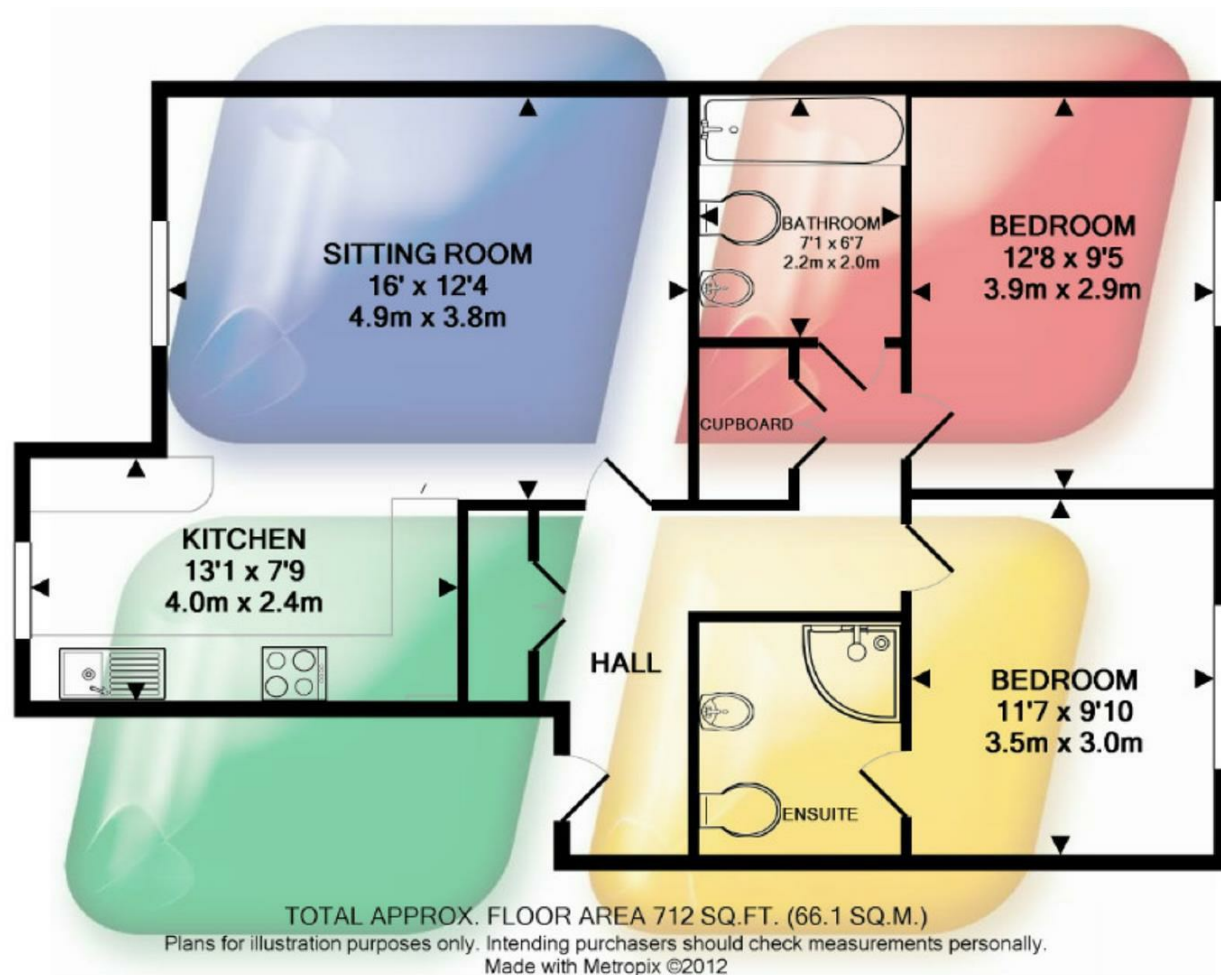 SITTING ROOM
16' x 12'4
4.9m x 3.8m
BATHROOM
7'1 x 6'7
2.2m x 2.0m
BEDROOM
12'8 x 9'5
3.9m x 2.9m
CUPBOARD
KITCHEN
13'1 x 7'9
4.0m x 2.4m
HALL
BEDROOM
11'7 x 9'10
3.5m x 3.0m
ENSUITE
TOTAL APPROX. FLOOR AREA 712 SQ.FT. (66.1 SQ.M.)
Plans for illustration purposes only. Intending purchasers should check measurements personally.
Made with Metropix ©2012